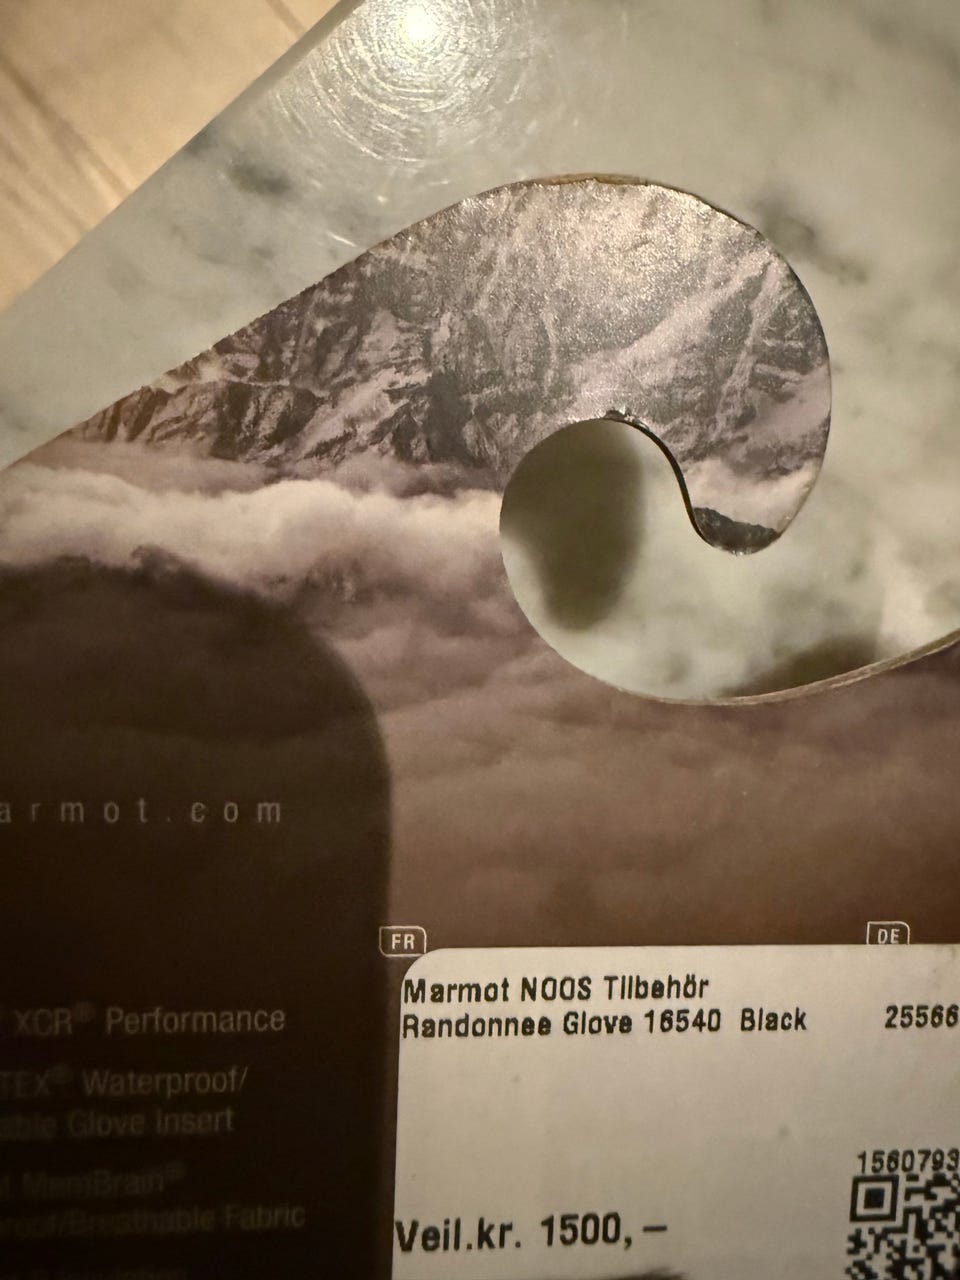 armot.com
FR
DE
Marmot NOOS Tilbehör
Randonnee Glove 16540 Black 25566
XCR® Performance
TEX® Waterproof/
able Glove Insert
MemBrain®
proof/Breathable Fabric
1560793
Veil.kr. 1500,–